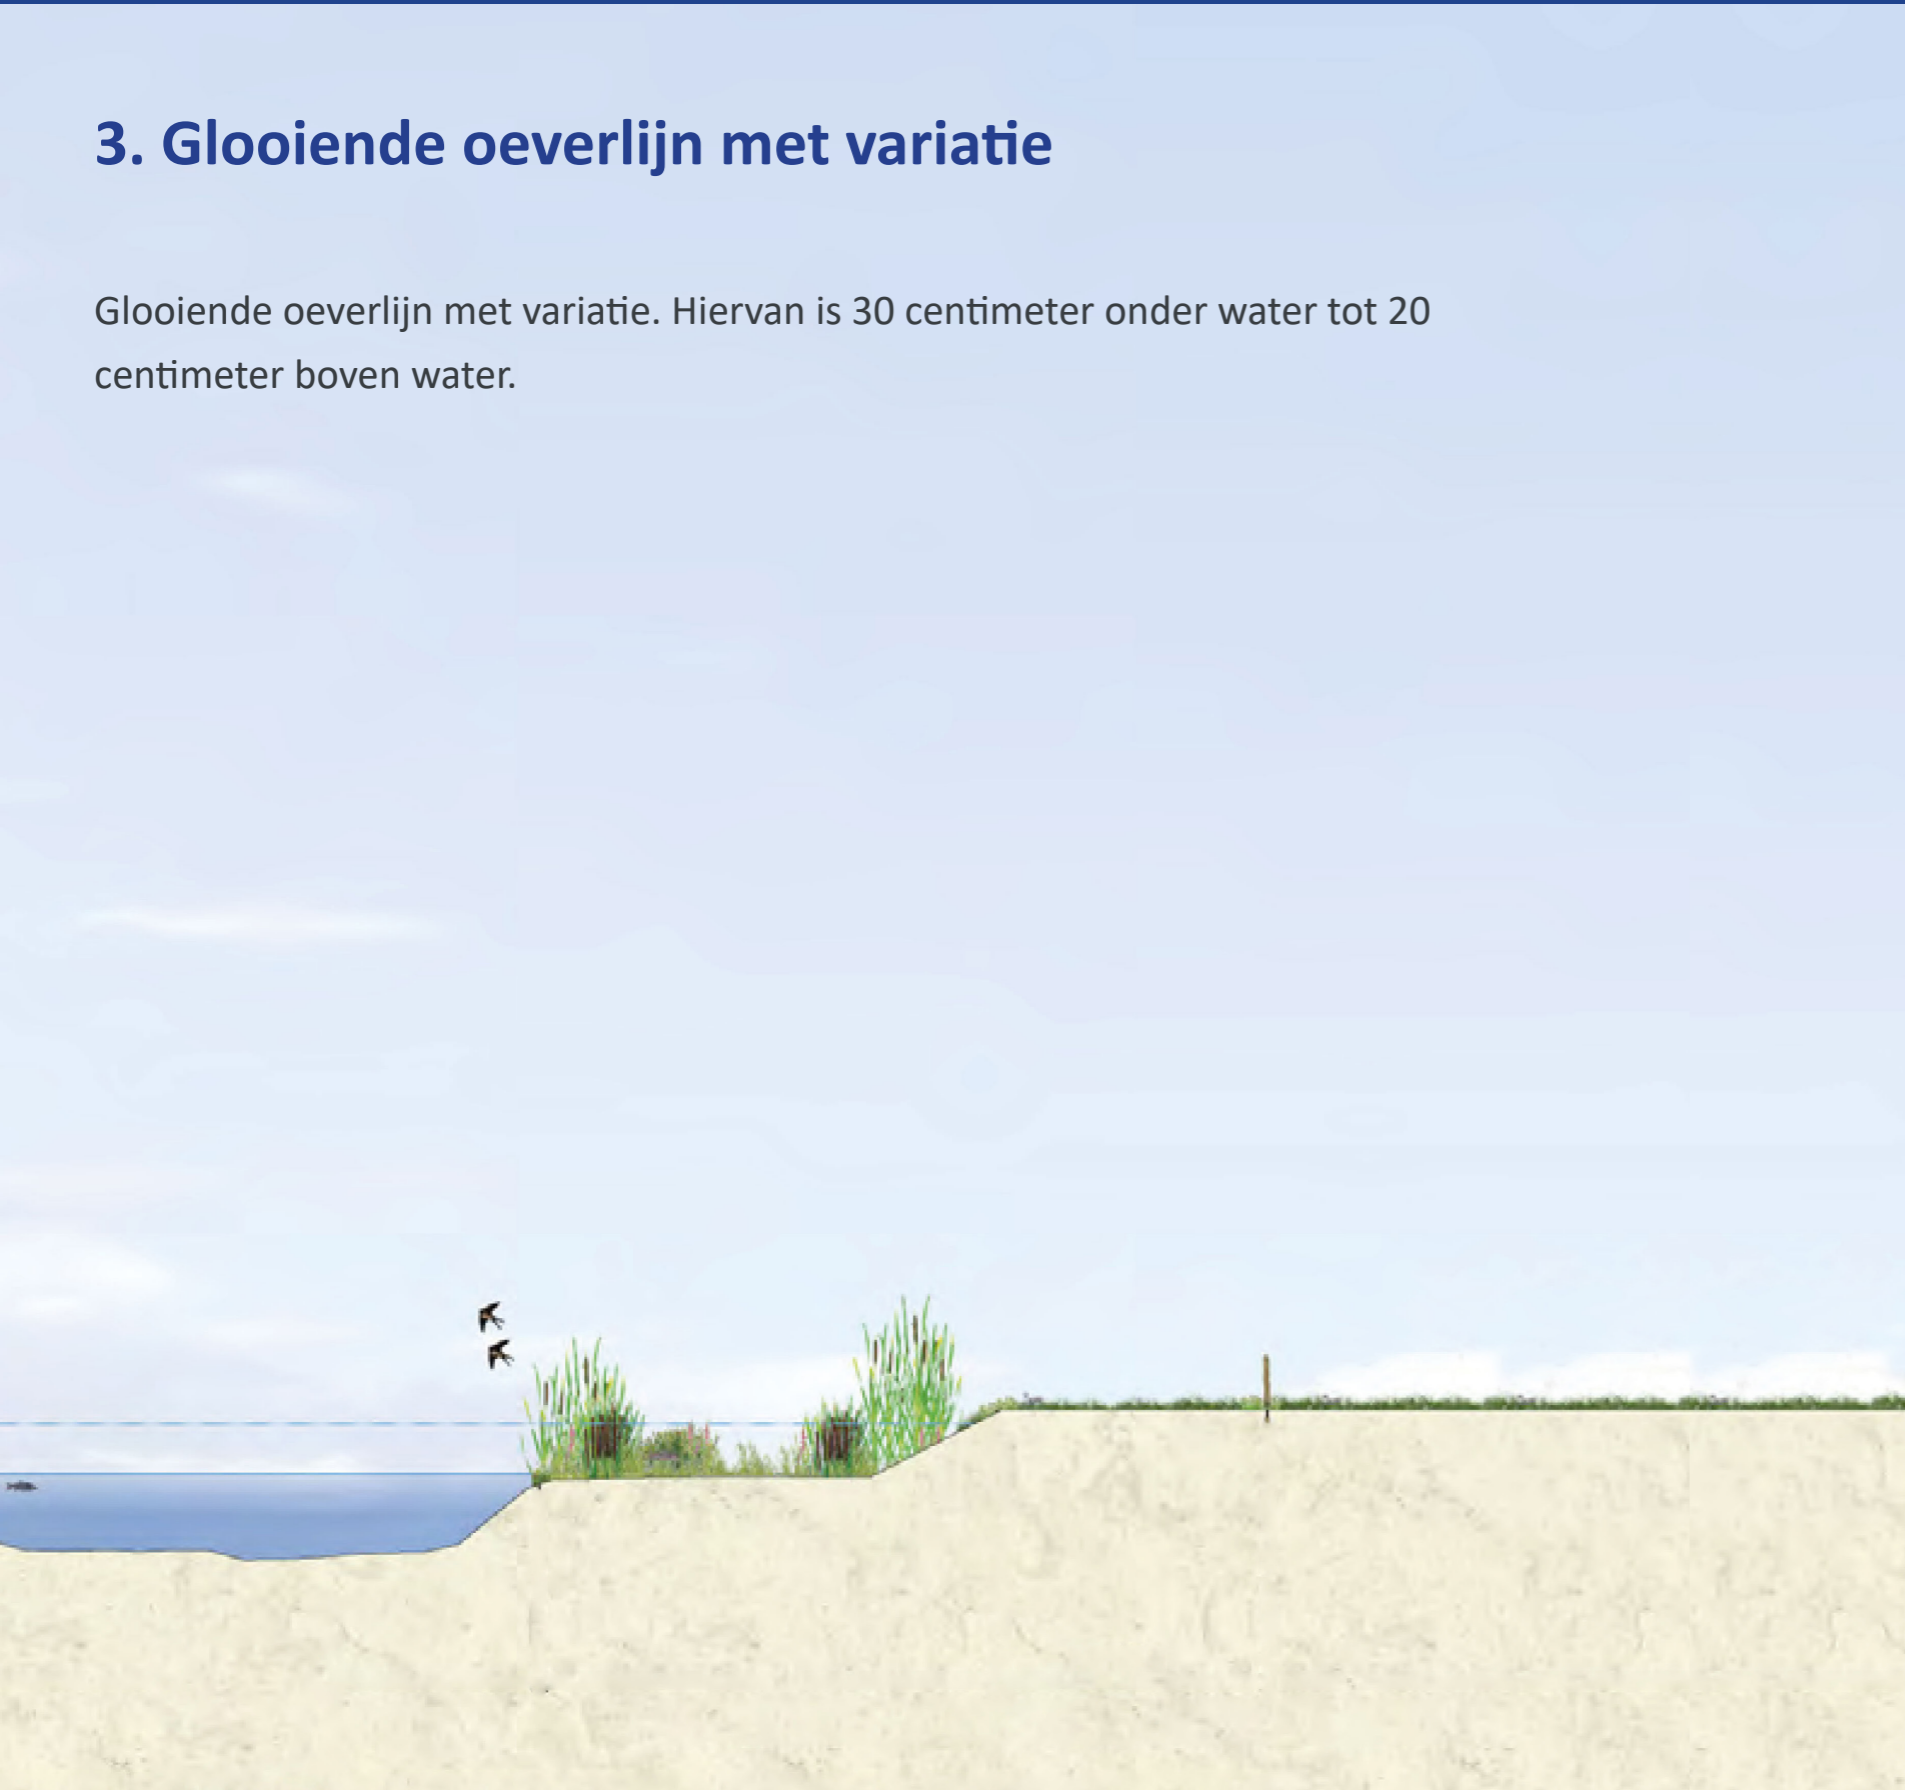 3. Glooiende oeverlijn met variatie
Glooiende oeverlijn met variatie. Hiervan is 30 centimeter onder water tot 20
centimeter boven water.